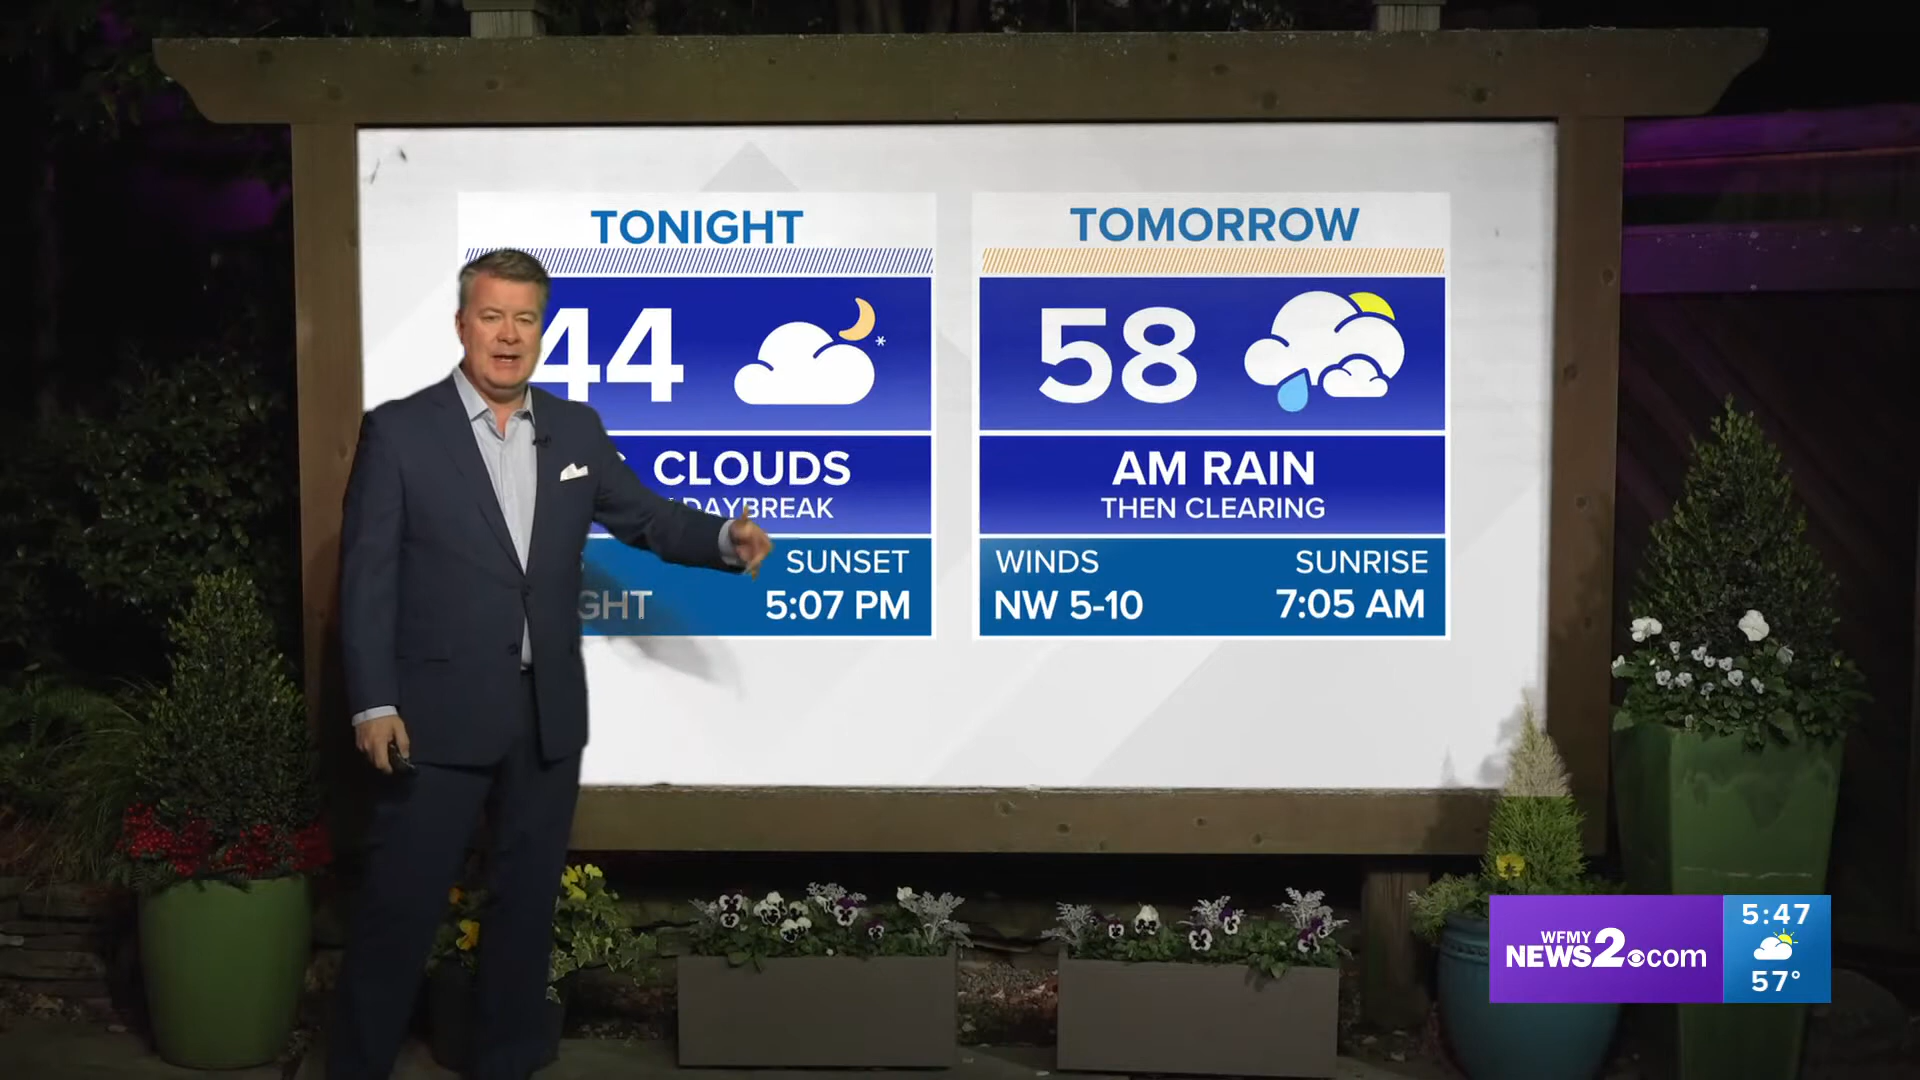 TONIGHT
44
CLOUDS
DAYBREAK
SUNSET
5:07 PM
TOMORROW
58
AM RAIN
THEN CLEARING
WINDS
SUNRISE
NW 5-10
7:05 AM
WFMY
NEWS2 com
5:47
57°